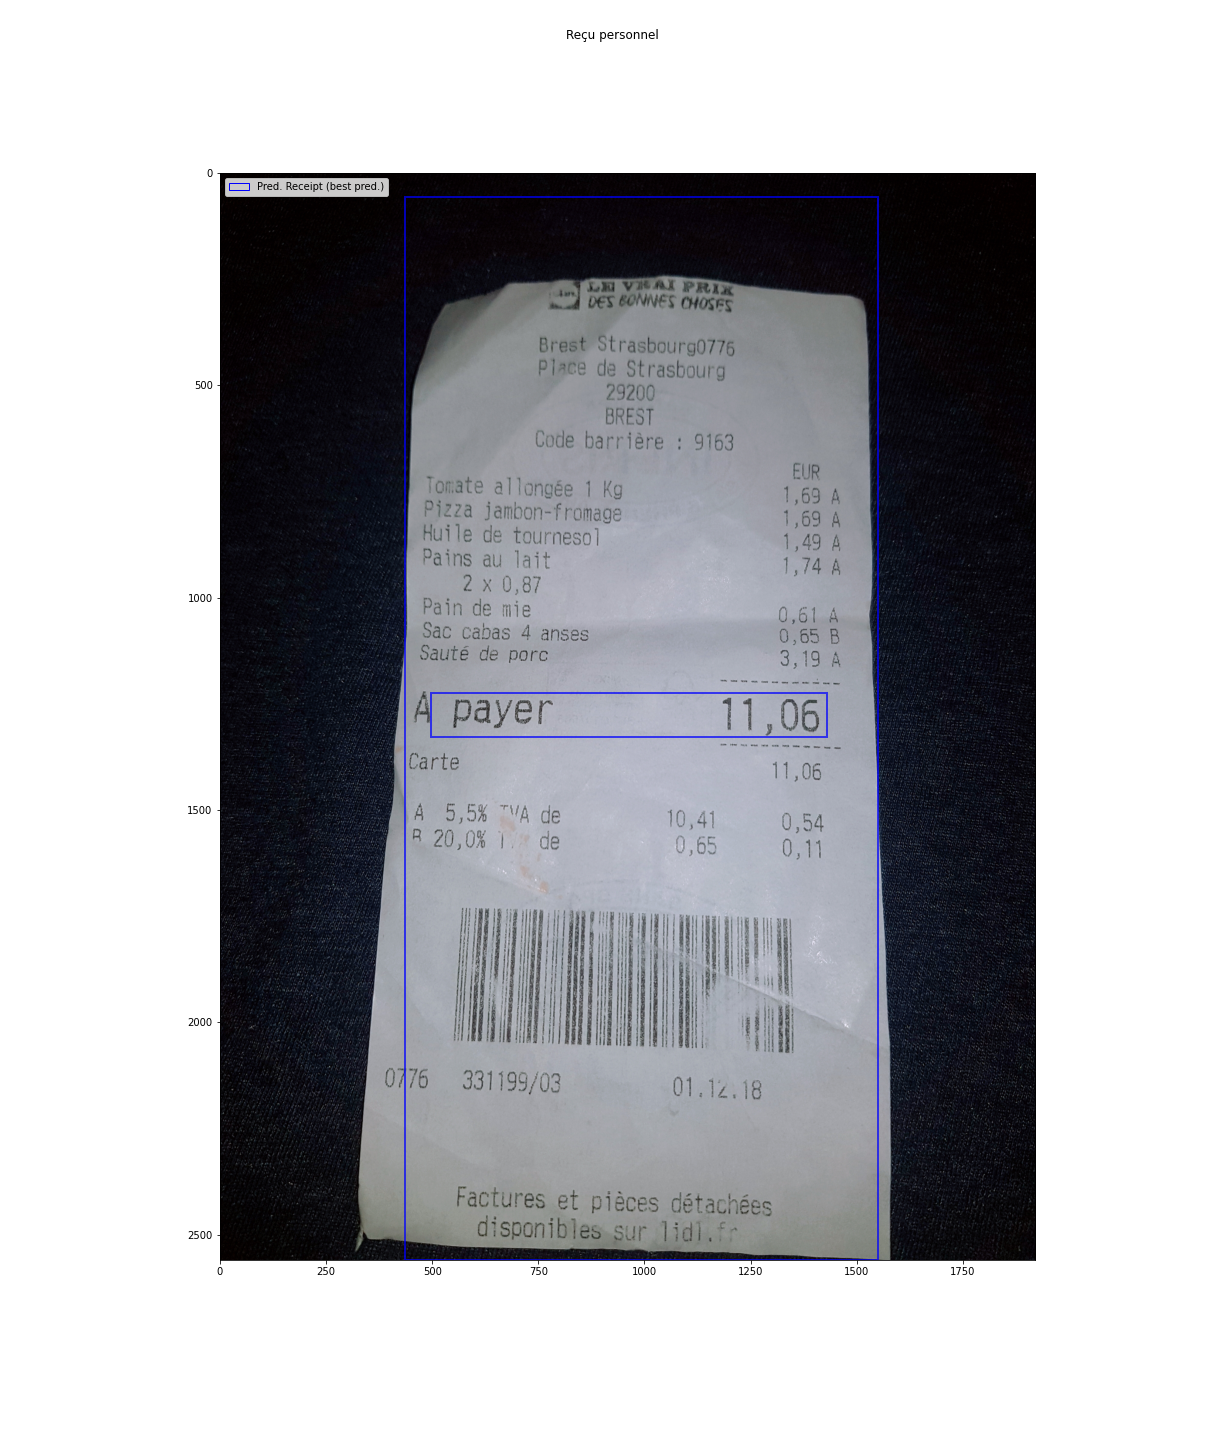 Reçu personnel
Pred. Receipt (best pred.)
LE VRAI PRIX
DES BONNES CHOSES
Brest Strasbourg0776
Place de Strasbourg
29200
BREST
Code barrière : 9163
EUR
Tomate allongée 1 Kg 1,69 A
Pizza jambon-fromage 1,69 A
Huile de tournesol 1,49 A
Pains au lait 1,74 A
2 x 0,87
Pain de mie 0,61 A
Sac cabas 4 anses 0,65 B
Sauté de porc 3,19 A
A payer 11,06
Carte 11,06
A 5,5% TVA de 10,41 0,54
B 20,0% de 0,65 0,11
0776 331199/03 01.12.18
Factures et pièces détachées
disponibles sur lidl.fr
0
500
1000
1500
2000
2500
0 250 500 750 1000 1250 1500 1750